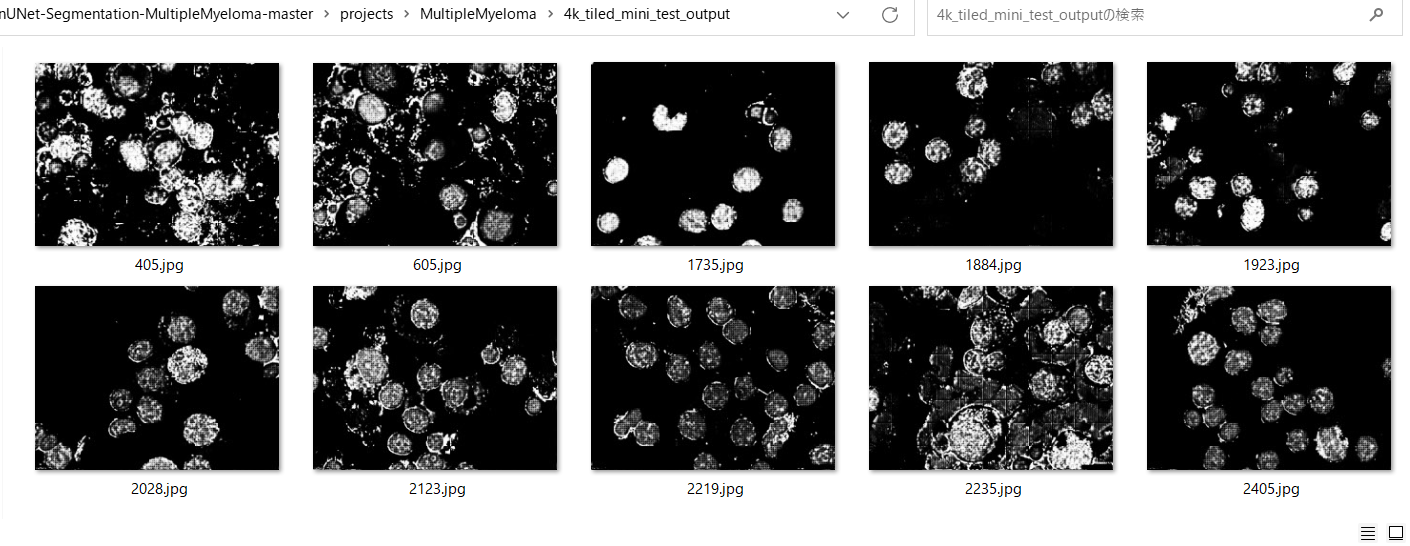 nUNet-Segmentation-MultipleMyeloma-master > projects > MultipleMyeloma > 4k_tiled_mini_test_output
4k_tiled_mini_test_outputの検索
405.jpg 605.jpg 1735.jpg 1884.jpg 1923.jpg
2028.jpg 2123.jpg 2219.jpg 2235.jpg 2405.jpg